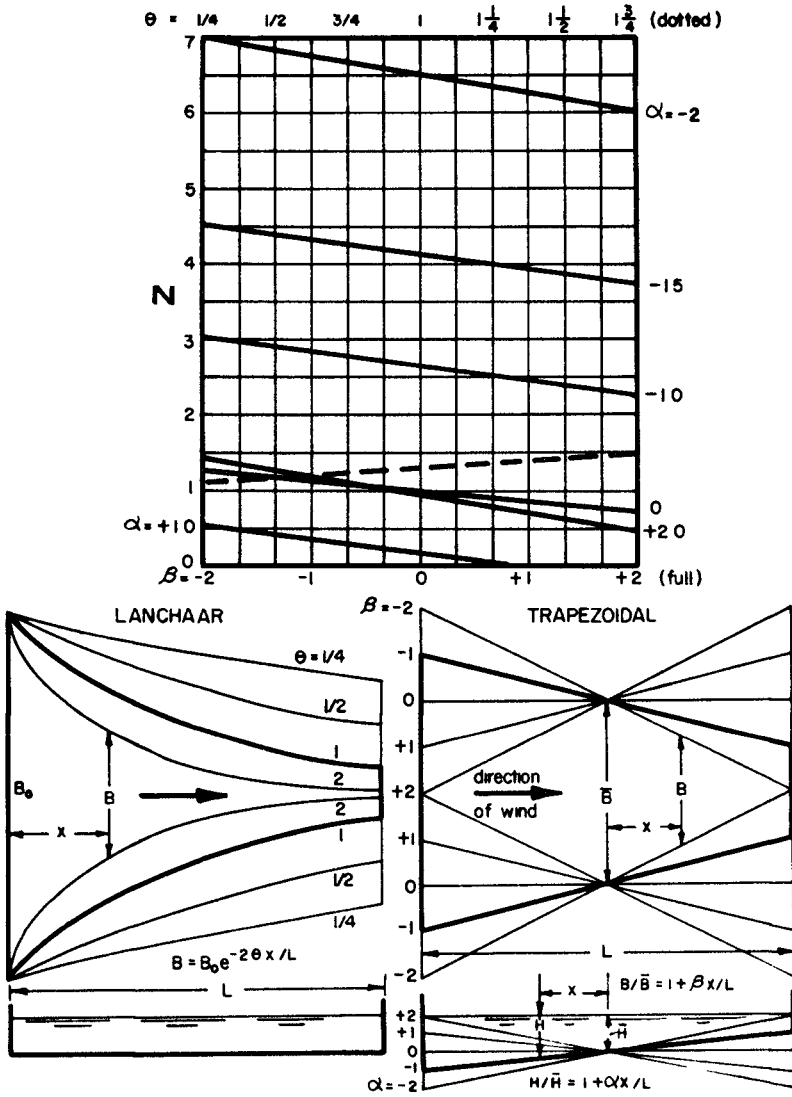 θ = 1/4 1/2 3/4 1 1 1/4 1 1/2 1 3/4 (dotted)
7
6
α = -2
5
4
N
-15
3
-10
2
1
0
α = +10
+20
0
β = -2 -1 0 +1 +2 (full)
LANCHAAR
θ = 1/4
1/2
1
2
B₀
B
2
x
1
1/2
1/4
B = B₀e^-2θx/L
L
TRAPEZOIDAL
β = -2
-1
0
+1
direction
+2
of wind
B̄
B
x
+1
0
-1
L
-2
x
B/B̄ = 1 + βx/L
+2
H
H̄
+1
0
-1
α = -2
H/H̄ = 1 + αx/L